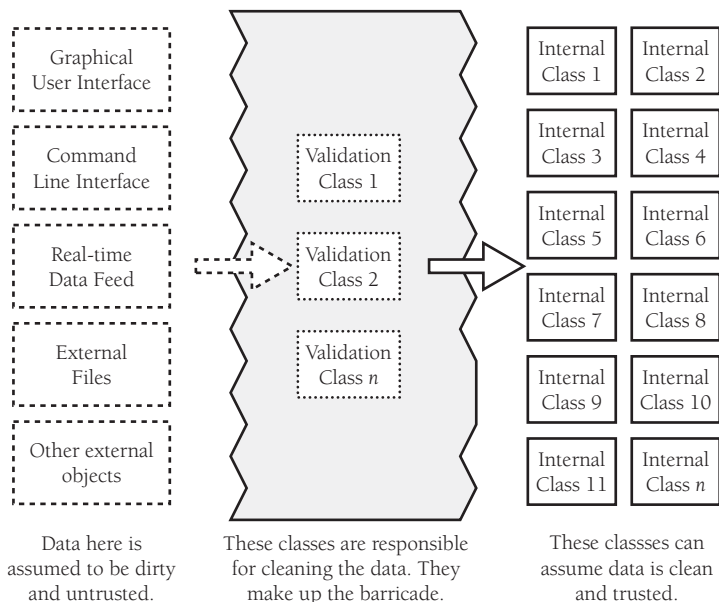 Graphical
User Interface
Command
Line Interface
Real-time
Data Feed
External
Files
Other external
objects
Data here is
assumed to be dirty
and untrusted.
Validation
Class 1
Validation
Class 2
Validation
Class n
These classes are responsible
for cleaning the data. They
make up the barricade.
Internal
Class 1
Internal
Class 2
Internal
Class 3
Internal
Class 4
Internal
Class 5
Internal
Class 6
Internal
Class 7
Internal
Class 8
Internal
Class 9
Internal
Class 10
Internal
Class 11
Internal
Class n
These classses can
assume data is clean
and trusted.